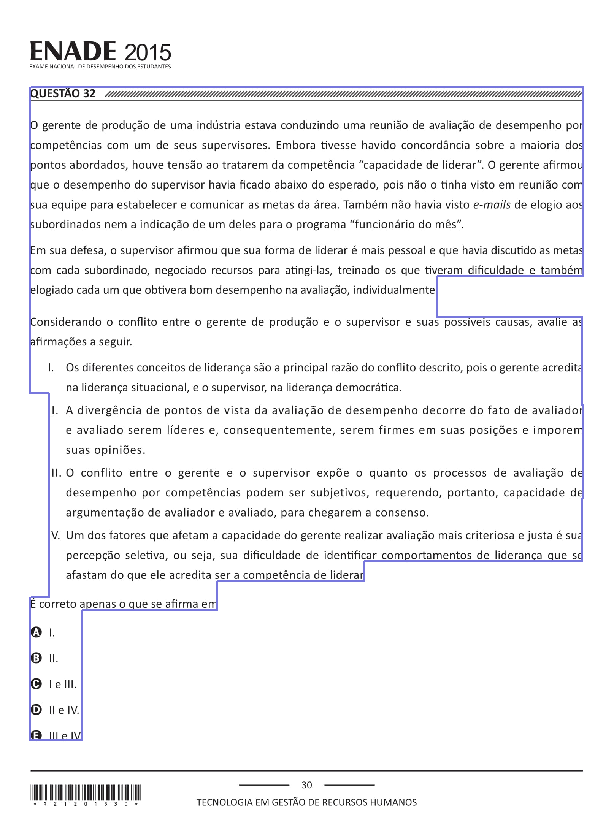 ENADE 2015
EXAME NACIONAL DE DESEMPENHO DOS ESTUDANTES
QUESTÃO 32
O gerente de produção de uma indústria estava conduzindo uma reunião de avaliação de desempenho por
competências com um de seus supervisores. Embora tivesse havido concordância sobre a maioria dos
pontos abordados, houve tensão ao tratarem da competência "capacidade de liderar". O gerente afirmou
que o desempenho do supervisor havia ficado abaixo do esperado, pois não o tinha visto em reunião com
sua equipe para estabelecer e comunicar as metas da área. Também não havia visto e-mails de elogio aos
subordinados nem a indicação de um deles para o programa "funcionário do mês".
Em sua defesa, o supervisor afirmou que sua forma de liderar é mais pessoal e que havia discutido as metas
com cada subordinado, negociado recursos para atingi-las, treinado os que tiveram dificuldade e também
elogiado cada um que obtivera bom desempenho na avaliação, individualmente.
Considerando o conflito entre o gerente de produção e o supervisor e suas possíveis causas, avalie as
afirmações a seguir.
I. Os diferentes conceitos de liderança são a principal razão do conflito descrito, pois o gerente acredita
na liderança situacional, e o supervisor, na liderança democrática.
II. A divergência de pontos de vista da avaliação de desempenho decorre do fato de avaliador
e avaliado serem líderes e, consequentemente, serem firmes em suas posições e imporem
suas opiniões.
III. O conflito entre o gerente e o supervisor expõe o quanto os processos de avaliação de
desempenho por competências podem ser subjetivos, requerendo, portanto, capacidade de
argumentação de avaliador e avaliado, para chegarem a consenso.
IV. Um dos fatores que afetam a capacidade do gerente realizar avaliação mais criteriosa e justa é sua
percepção seletiva, ou seja, sua dificuldade de identificar comportamentos de liderança que se
afastam do que ele acredita ser a competência de liderar.
É correto apenas o que se afirma em
A I.
B II.
C I e III.
D II e IV.
E III e IV.
30
TECNOLOGIA EM GESTÃO DE RECURSOS HUMANOS